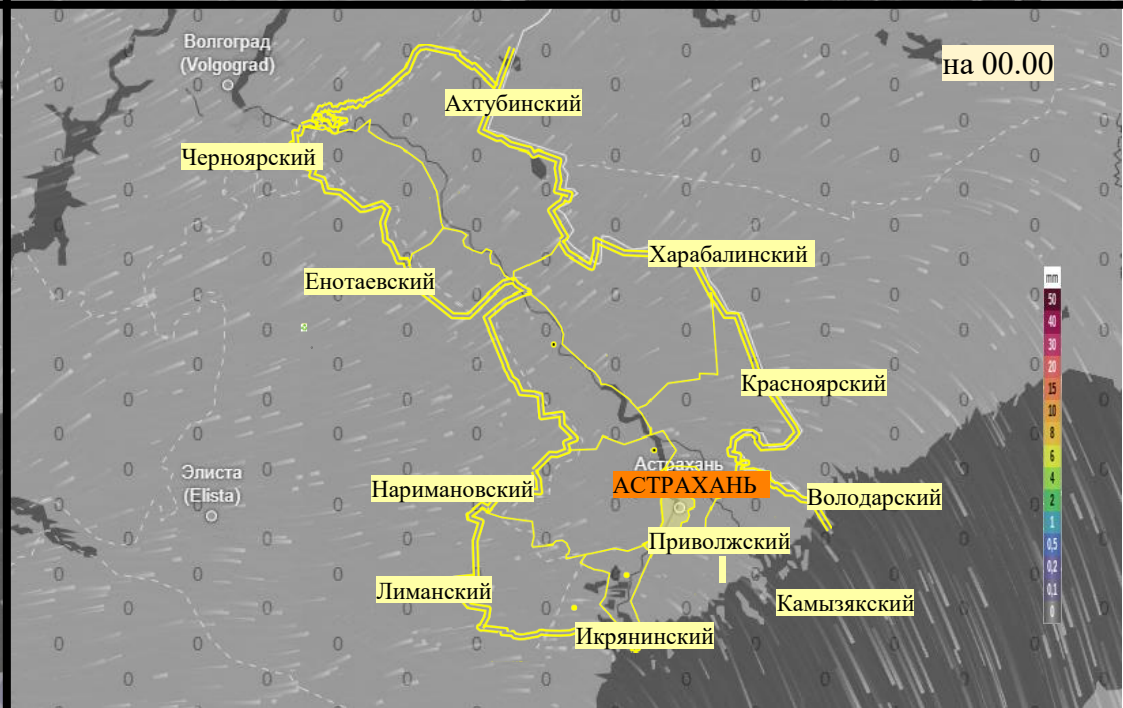 Волгоград
(Volgograd)
на 00.00
Ахтубинский
Черноярский
Харабалинский
Енотаевский
mm
50
40
30
20
15
10
8
6
4
2
1
0,5
0,2
0,1
0
Красноярский
Астрахань
Элиста
(Elista)
АСТРАХАНЬ
Наримановский
Володарский
Приволжский
Лиманский
Камызякский
Икрянинский